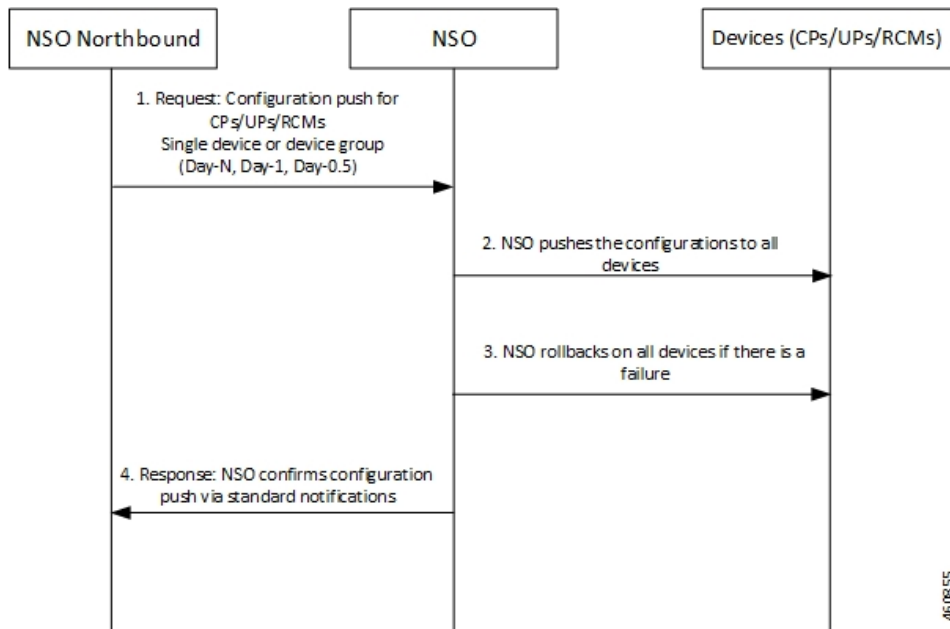 NSO Northbound
NSO
Devices (CPs/UPs/RCMs)
1. Request: Configuration push for
CPs/UPs/RCMs
Single device or device group
(Day-N, Day-1, Day-0.5)
2. NSO pushes the configurations to all
devices
3. NSO rollbacks on all devices if there is a
failure
4. Response: NSO confirms configuration
push via standard notifications
460855